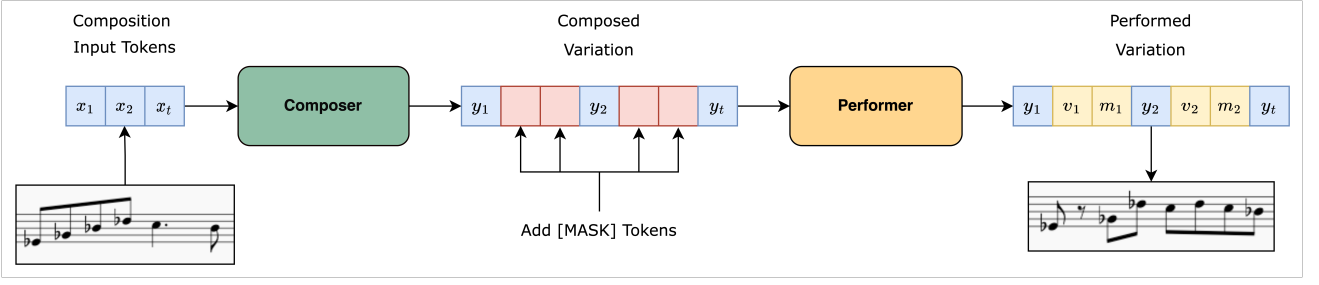 Composition
Input Tokens
x1 x2 xt
Composer
Composed
Variation
y1 y2 yt
Add [MASK] Tokens
Performer
Performed
Variation
y1 v1 m1 y2 v2 m2 yt